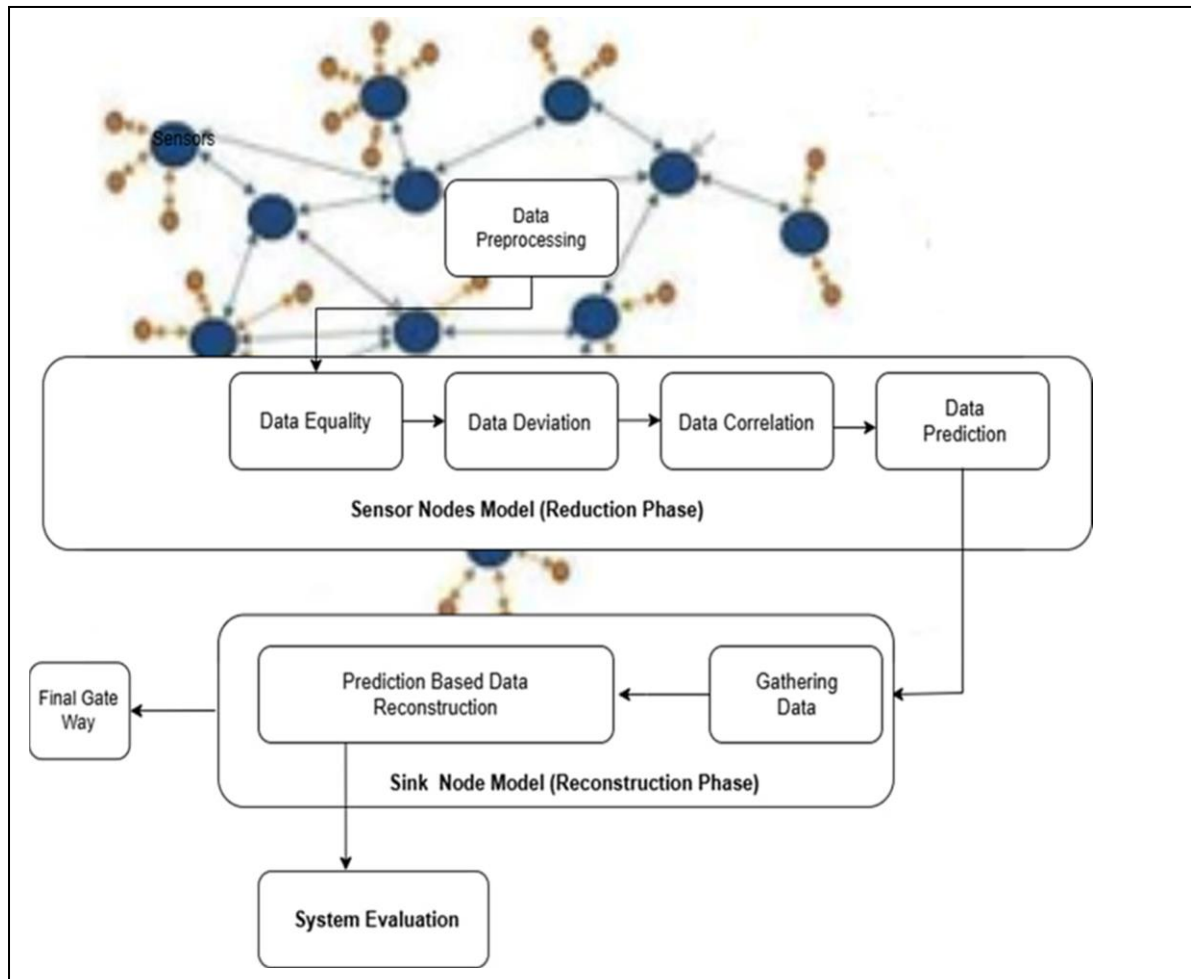 Sensors
Data
Preprocessing
Data Equality
Data Deviation
Data Correlation
Data
Prediction
Sensor Nodes Model (Reduction Phase)
Final Gate
Way
Prediction Based Data
Reconstruction
Gathering
Data
Sink Node Model (Reconstruction Phase)
System Evaluation